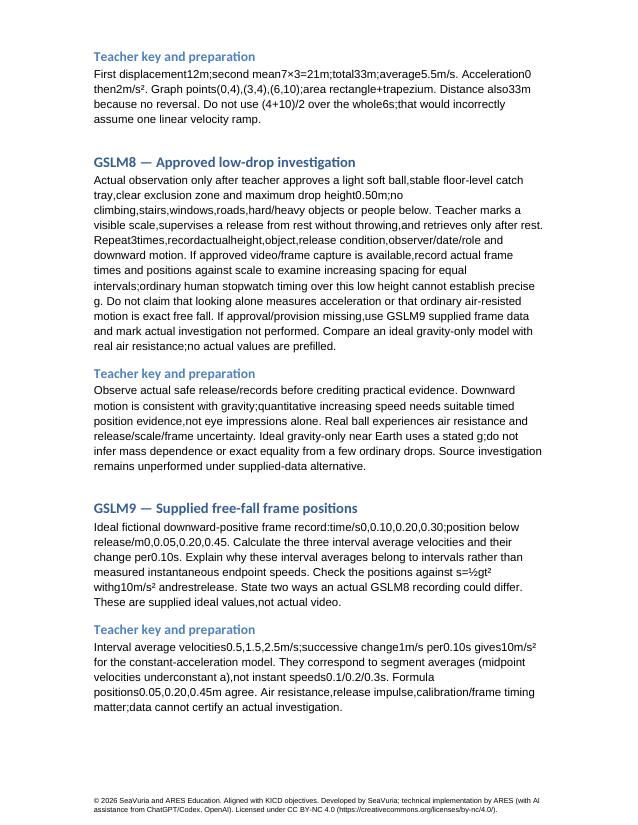 Teacher key and preparation
First displacement12m;second mean7×3=21m;total33m;average5.5m/s. Acceleration0
then2m/s². Graph points(0,4),(3,4),(6,10);area rectangle+trapezium. Distance also33m
because no reversal. Do not use (4+10)/2 over the whole6s;that would incorrectly
assume one linear velocity ramp.
GSLM8 — Approved low-drop investigation
Actual observation only after teacher approves a light soft ball,stable floor-level catch
tray,clear exclusion zone and maximum drop height0.50m;no
climbing,stairs,windows,roads,hard/heavy objects or people below. Teacher marks a
visible scale,supervises a release from rest without throwing,and retrieves only after rest.
Repeat3times,recordactualheight,object,release condition,observer/date/role and
downward motion. If approved video/frame capture is available,record actual frame
times and positions against scale to examine increasing spacing for equal
intervals;ordinary human stopwatch timing over this low height cannot establish precise
g. Do not claim that looking alone measures acceleration or that ordinary air-resisted
motion is exact free fall. If approval/provision missing,use GSLM9 supplied frame data
and mark actual investigation not performed. Compare an ideal gravity-only model with
real air resistance;no actual values are prefilled.
Teacher key and preparation
Observe actual safe release/records before crediting practical evidence. Downward
motion is consistent with gravity;quantitative increasing speed needs suitable timed
position evidence,not eye impressions alone. Real ball experiences air resistance and
release/scale/frame uncertainty. Ideal gravity-only near Earth uses a stated g;do not
infer mass dependence or exact equality from a few ordinary drops. Source investigation
remains unperformed under supplied-data alternative.
GSLM9 — Supplied free-fall frame positions
Ideal fictional downward-positive frame record:time/s0,0.10,0.20,0.30;position below
release/m0,0.05,0.20,0.45. Calculate the three interval average velocities and their
change per0.10s. Explain why these interval averages belong to intervals rather than
measured instantaneous endpoint speeds. Check the positions against s=½gt²
withg10m/s² andrestrelease. State two ways an actual GSLM8 recording could differ.
These are supplied ideal values,not actual video.
Teacher key and preparation
Interval average velocities0.5,1.5,2.5m/s;successive change1m/s per0.10s gives10m/s²
for the constant-acceleration model. They correspond to segment averages (midpoint
velocities underconstant a),not instant speeds0.1/0.2/0.3s. Formula
positions0.05,0.20,0.45m agree. Air resistance,release impulse,calibration/frame timing
matter;data cannot certify an actual investigation.
© 2026 SeaVuria and ARES Education. Aligned with KICD objectives. Developed by SeaVuria; technical implementation by ARES (with AI
assistance from ChatGPT/Codex, OpenAI). Licensed under CC BY-NC 4.0 (https://creativecommons.org/licenses/by-nc/4.0/).